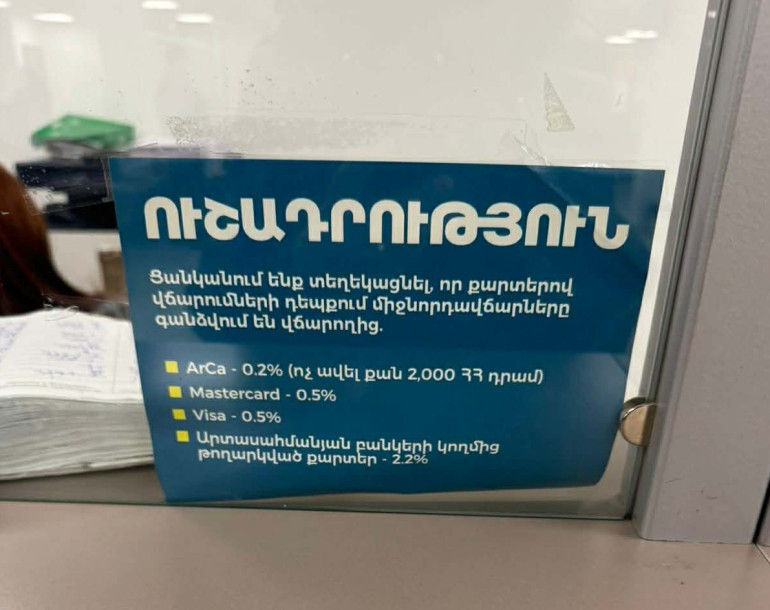 ՈՒՇԱԴՐՈՒԹՅՈՒՆ
Ցանկանում ենք տեղեկացնել, որ քարտերով
վճարումների դեպքում միջնորդավճարները
գանձվում են վճարողից.
ArCa - 0.2% (ոչ ավել քան 2,000 ՀՀ դրամ)
Mastercard - 0.5%
Visa - 0.5%
Արտասահմանյան բանկերի կողմից
թողարկված քարտեր - 2.2%